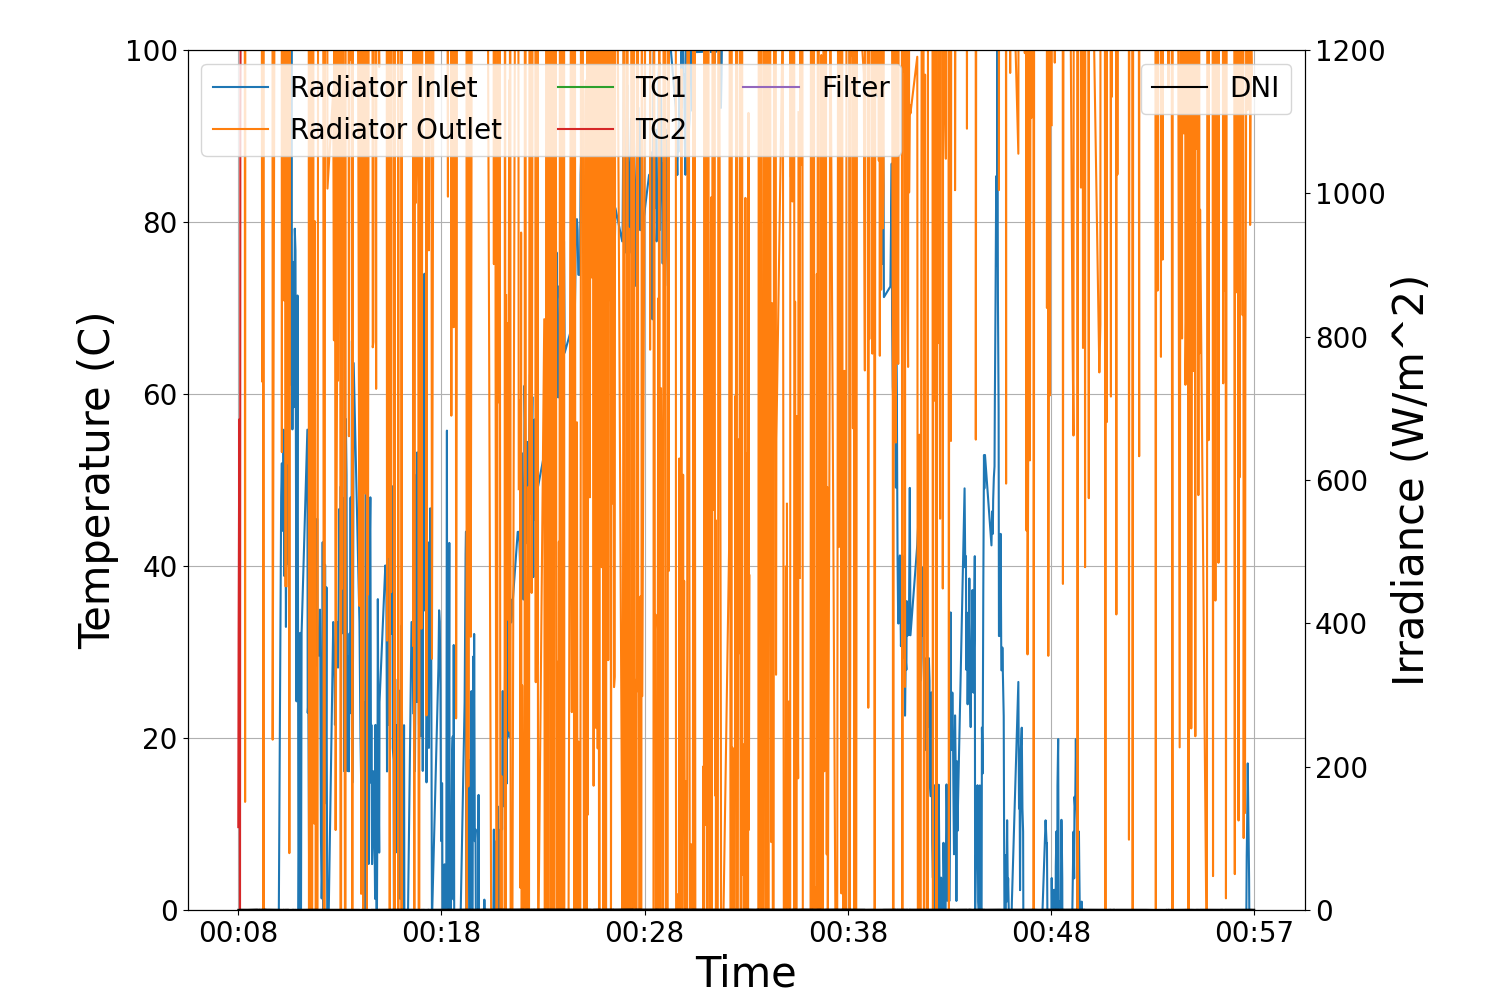 100
80
60
40
20
0
Temperature (C)
Radiator Inlet
Radiator Outlet
TC1
TC2
Filter
DNI
1200
1000
800
600
400
200
0
Irradiance (W/m^2)
00:08 00:18 00:28 00:38 00:48 00:57
Time